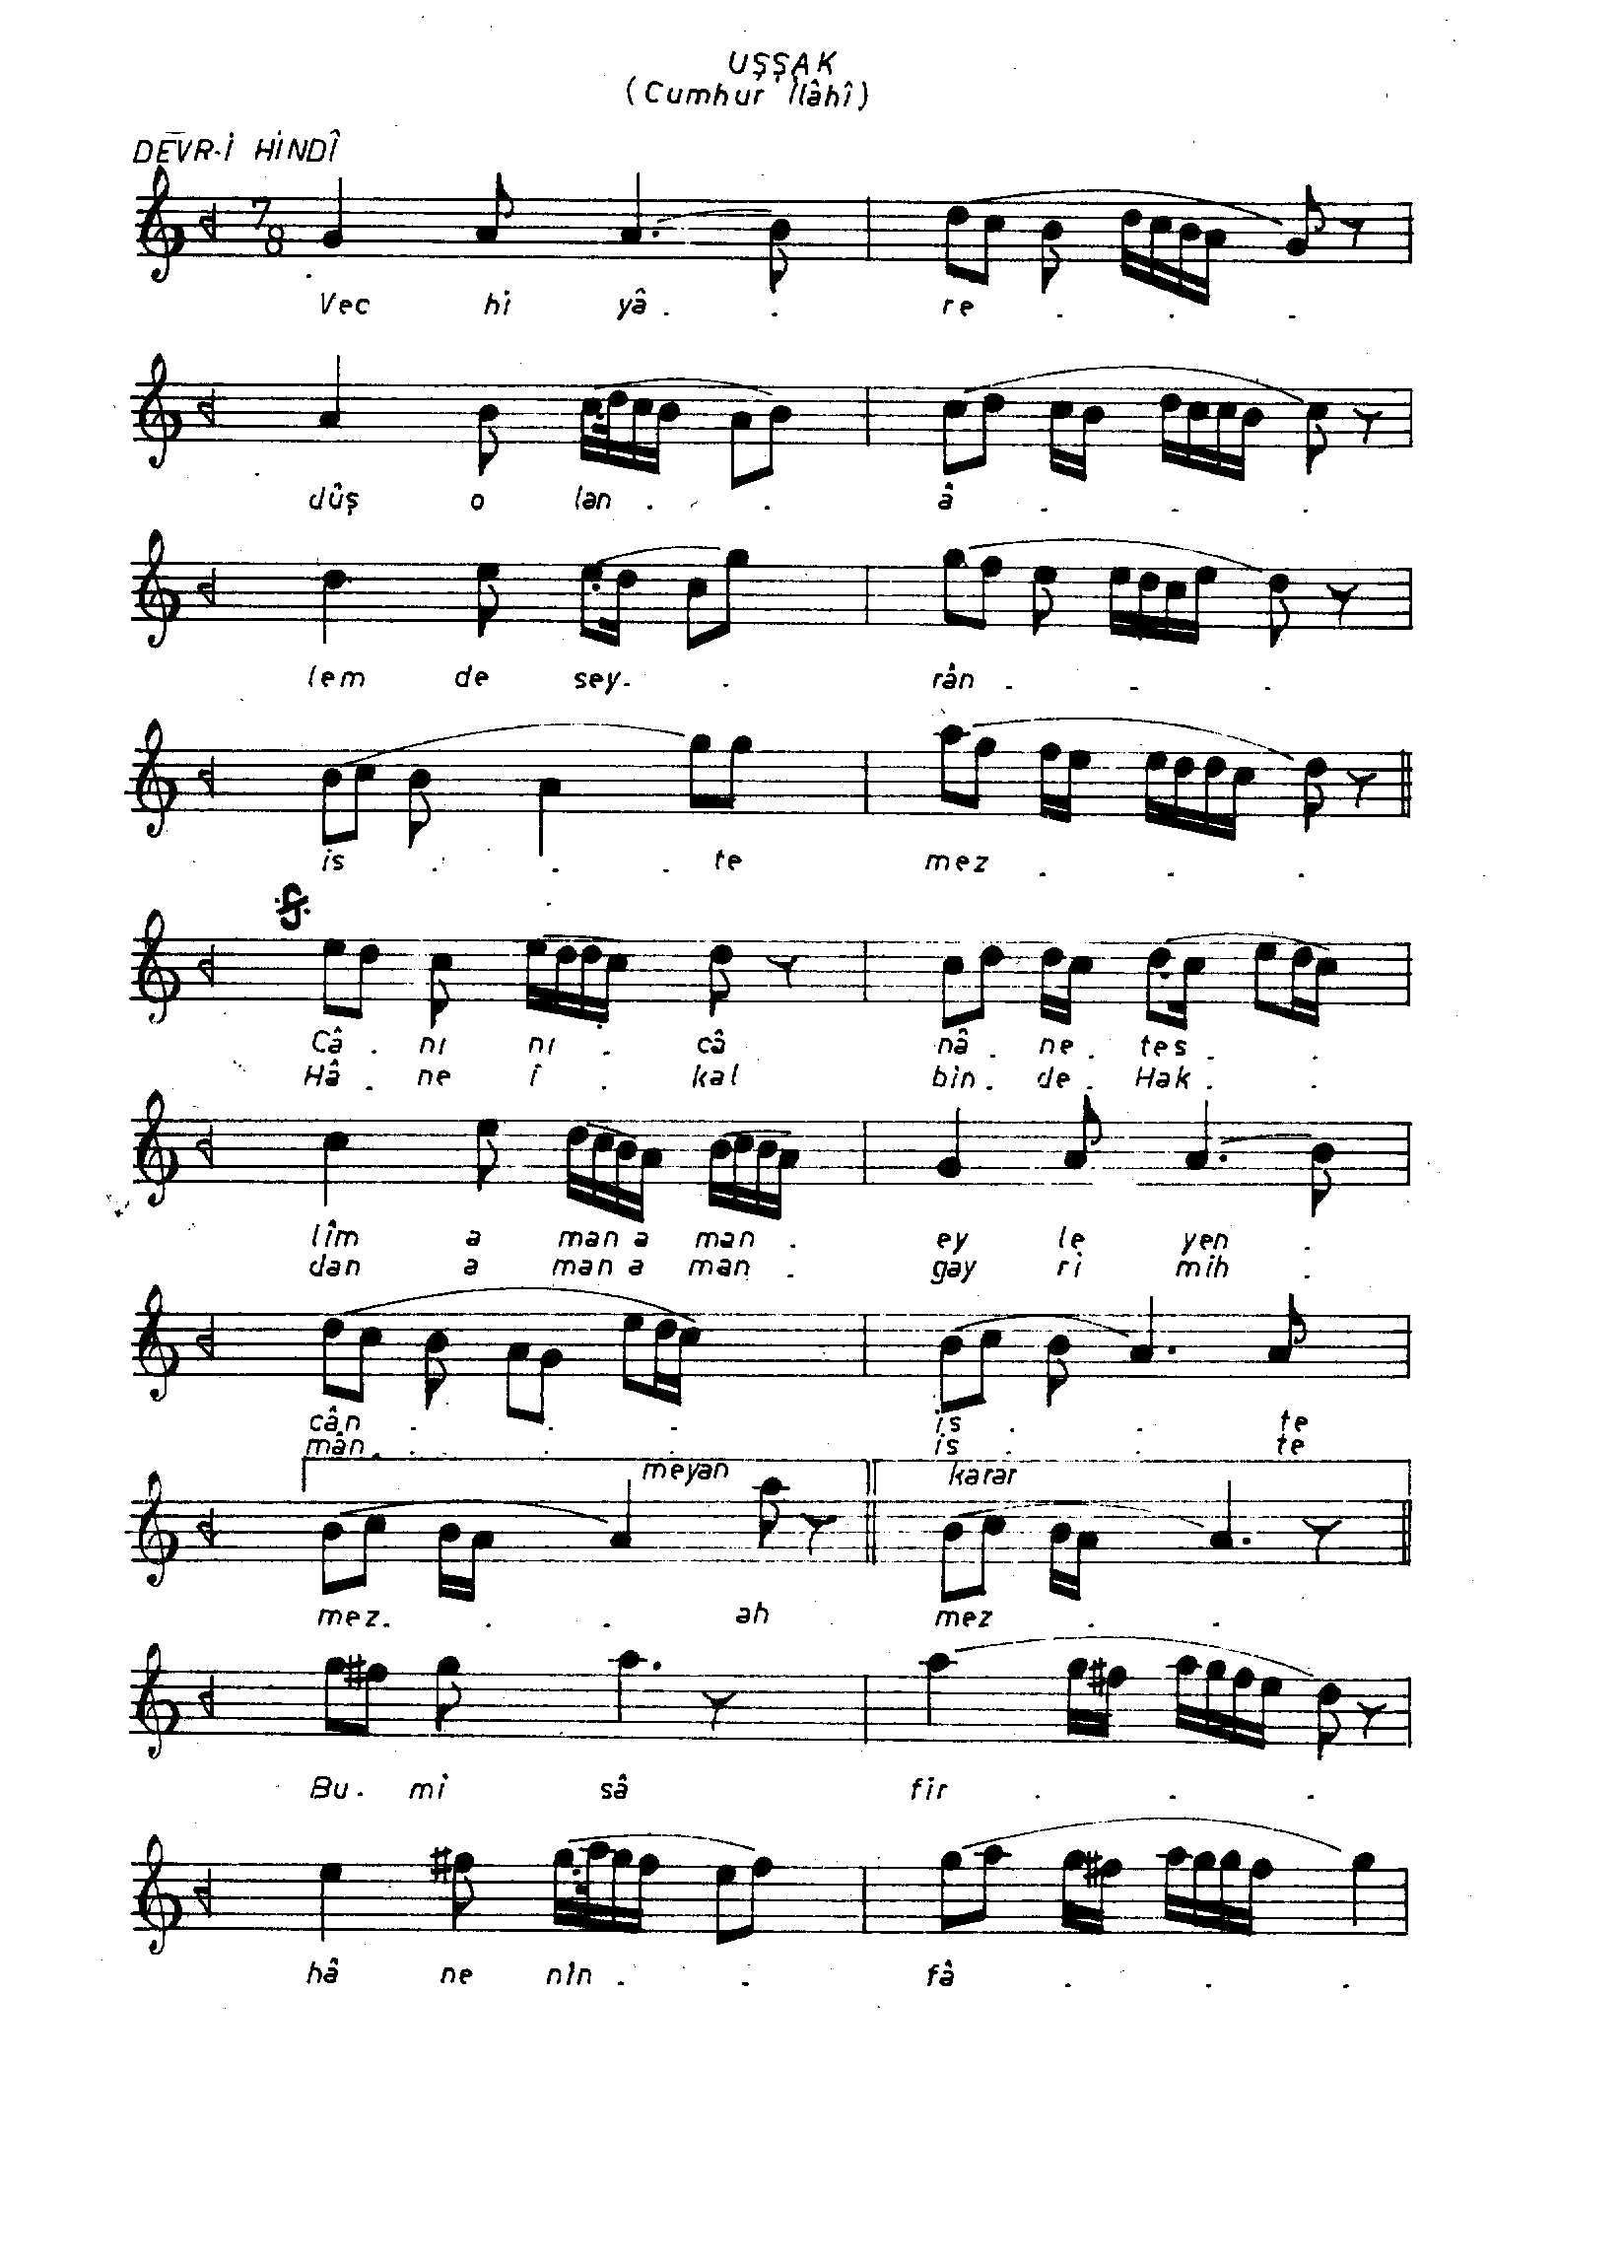 UŞŞAK
(Cumhur İlâhî)
DEVR-İ HİNDÎ
7/8
Vec hi yâ . . re . . .
dûş o lan . . . â . . .
lem de sey . . rân . . .
is . . . te mez . . .
Câ . nı nı . câ nâ . ne . tes . .
Hâ . ne î . kal bin . de . Hak . .
lîm a man a man . ey le yen .
dan a man a man . gay ri mih .
cân . . . is . . te
mân . . . . is . . te
meyan karar
mez . . . ah mez . .
Bu . mi sâ fir . . .
hâ ne nin . . fâ . . .